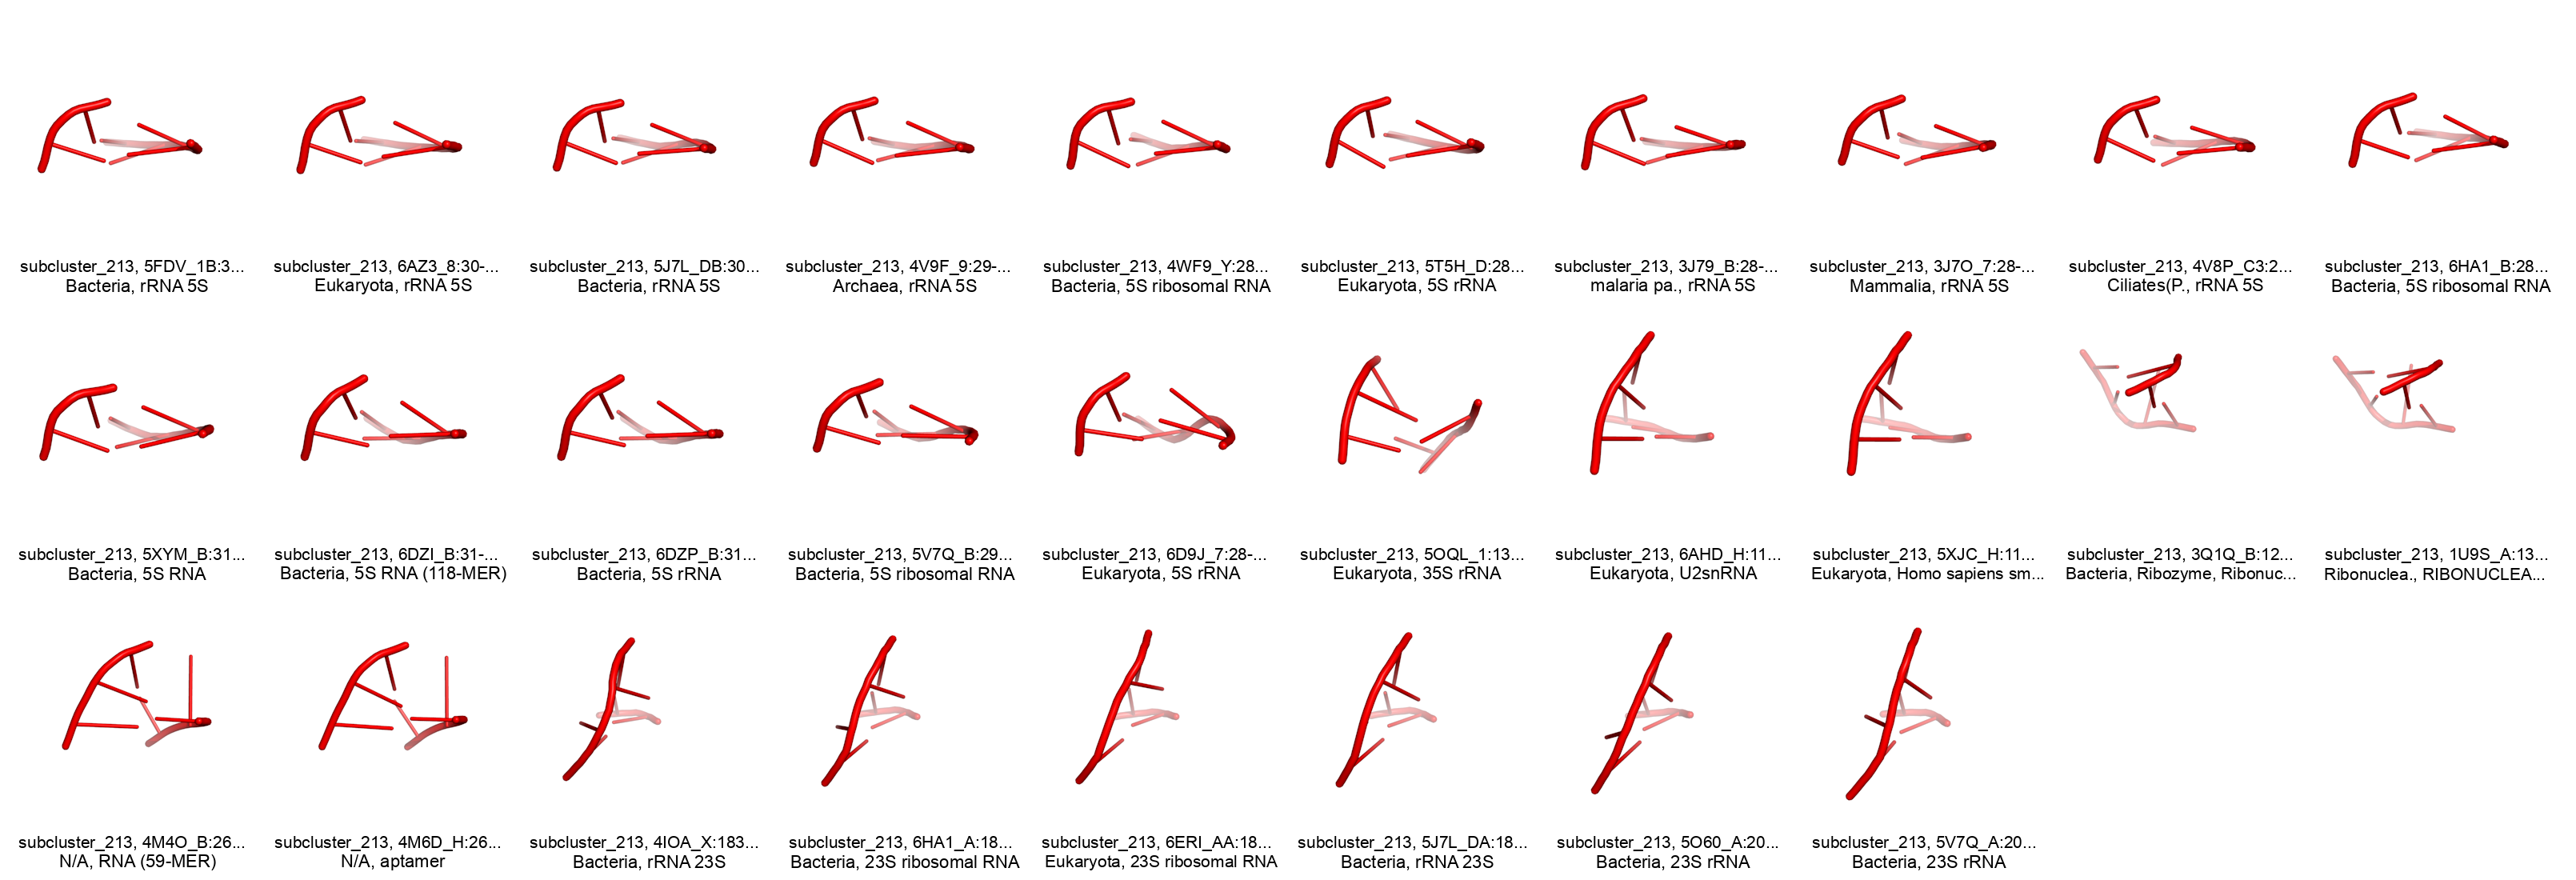 subcluster_213, 5FDV_1B:3...
Bacteria, rRNA 5S
subcluster_213, 6AZ3_8:30-...
Eukaryota, rRNA 5S
subcluster_213, 5J7L_DB:30...
Bacteria, rRNA 5S
subcluster_213, 4V9F_9:29-...
Archaea, rRNA 5S
subcluster_213, 4WF9_Y:28...
Bacteria, 5S ribosomal RNA
subcluster_213, 5T5H_D:28...
Eukaryota, 5S rRNA
subcluster_213, 3J79_B:28-...
malaria pa., rRNA 5S
subcluster_213, 3J7O_7:28-...
Mammalia, rRNA 5S
subcluster_213, 4V8P_C3:2...
Ciliates(P., rRNA 5S
subcluster_213, 6HA1_B:28...
Bacteria, 5S ribosomal RNA
subcluster_213, 5XYM_B:31...
Bacteria, 5S RNA
subcluster_213, 6DZI_B:31-...
Bacteria, 5S RNA (118-MER)
subcluster_213, 6DZP_B:31...
Bacteria, 5S rRNA
subcluster_213, 5V7Q_B:29...
Bacteria, 5S ribosomal RNA
subcluster_213, 6D9J_7:28-...
Eukaryota, 5S rRNA
subcluster_213, 5OQL_1:13...
Eukaryota, 35S rRNA
subcluster_213, 6AHD_H:11...
Eukaryota, U2snRNA
subcluster_213, 5XJC_H:11...
Eukaryota, Homo sapiens sm...
subcluster_213, 3Q1Q_B:12...
Bacteria, Ribozyme, Ribonuc...
subcluster_213, 1U9S_A:13...
Ribonuclea., RIBONUCLEA...
subcluster_213, 4M4O_B:26...
N/A, RNA (59-MER)
subcluster_213, 4M6D_H:26...
N/A, aptamer
subcluster_213, 4IOA_X:183...
Bacteria, rRNA 23S
subcluster_213, 6HA1_A:18...
Bacteria, 23S ribosomal RNA
subcluster_213, 6ERI_AA:18...
Eukaryota, 23S ribosomal RNA
subcluster_213, 5J7L_DA:18...
Bacteria, rRNA 23S
subcluster_213, 5O60_A:20...
Bacteria, 23S rRNA
subcluster_213, 5V7Q_A:20...
Bacteria, 23S rRNA